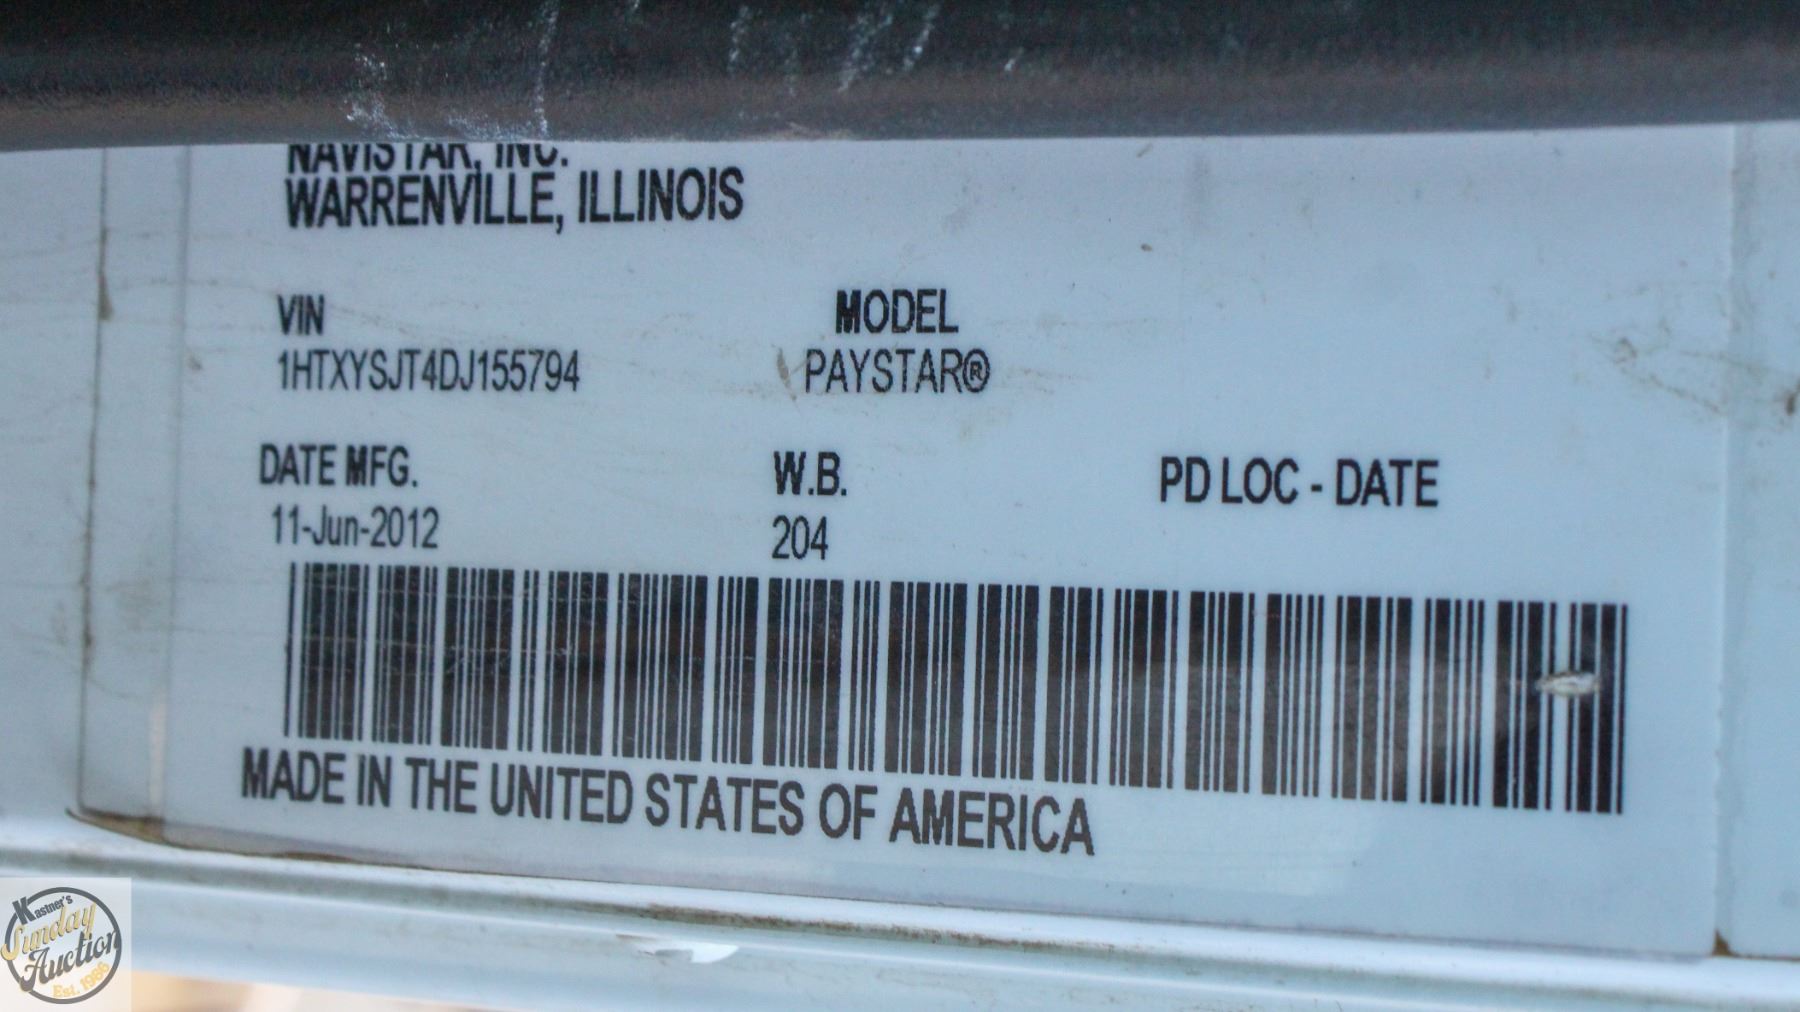 NAVISTAR, INC.
WARRENVILLE, ILLINOIS
VIN
1HTXYSJT4DJ155794
MODEL
PAYSTAR®
DATE MFG.
11-Jun-2012
W.B.
204
PD LOC - DATE
MADE IN THE UNITED STATES OF AMERICA
Kastner's
Sunday
Auction
Est. 1986